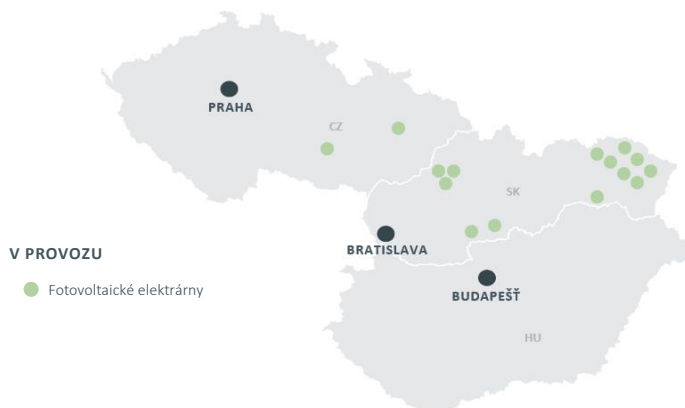 PRAHA
CZ
SK
BRATISLAVA
V PROVOZU
Fotovoltaické elektrárny
BUDAPEŠŤ
HU